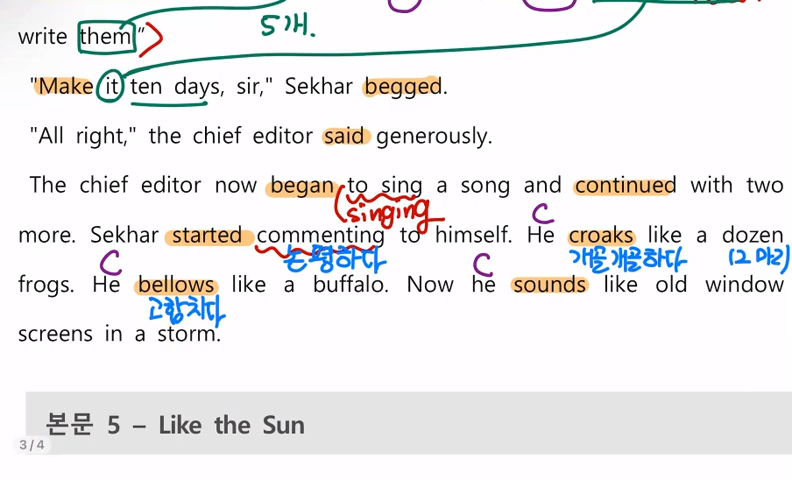 write them"
5개.
"Make it ten days, sir," Sekhar begged.
"All right," the chief editor said generously.
The chief editor now began to sing a song and continued with two
singing C
more. Sekhar started commenting to himself. He croaks like a dozen
C 논평하다 C 개골개골하다 (12마리)
frogs. He bellows like a buffalo. Now he sounds like old window
고함치다
screens in a storm.
본문 5 – Like the Sun
3/4